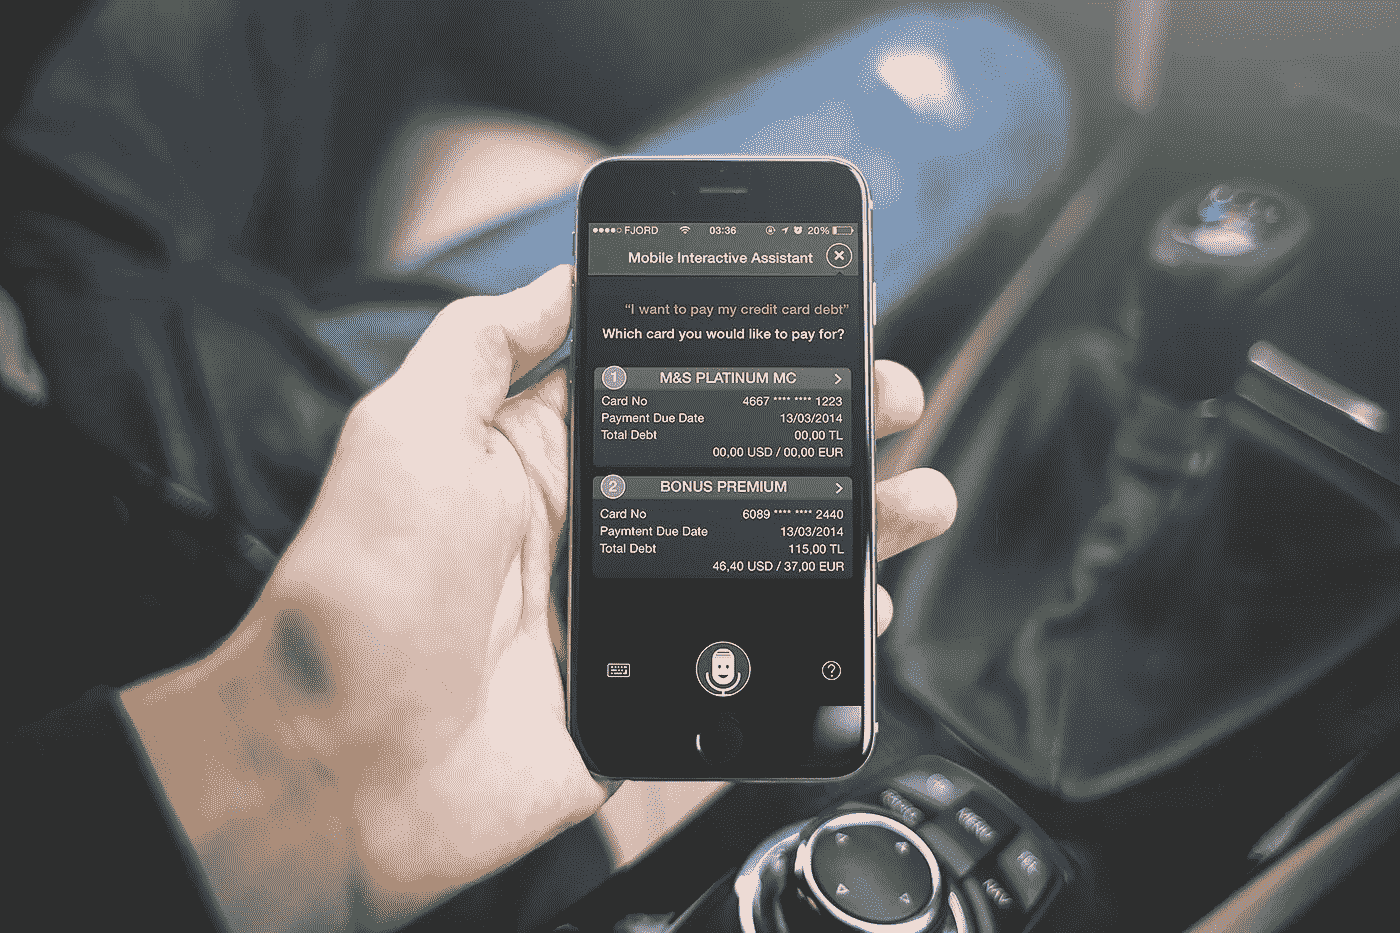 FJORD 03:36 20%
Mobile Interactive Assistant
“I want to pay my credit card debt”
Which card you would like to pay for?
1 M&S PLATINUM MC
Card No 4667 **** **** 1223
Payment Due Date 13/03/2014
Total Debt 00,00 TL
00,00 USD / 00,00 EUR
2 BONUS PREMIUM
Card No 6089 **** **** 2440
Paymtent Due Date 13/03/2014
Total Debt 115,00 TL
46,40 USD / 37,00 EUR
?
MENU
NAV